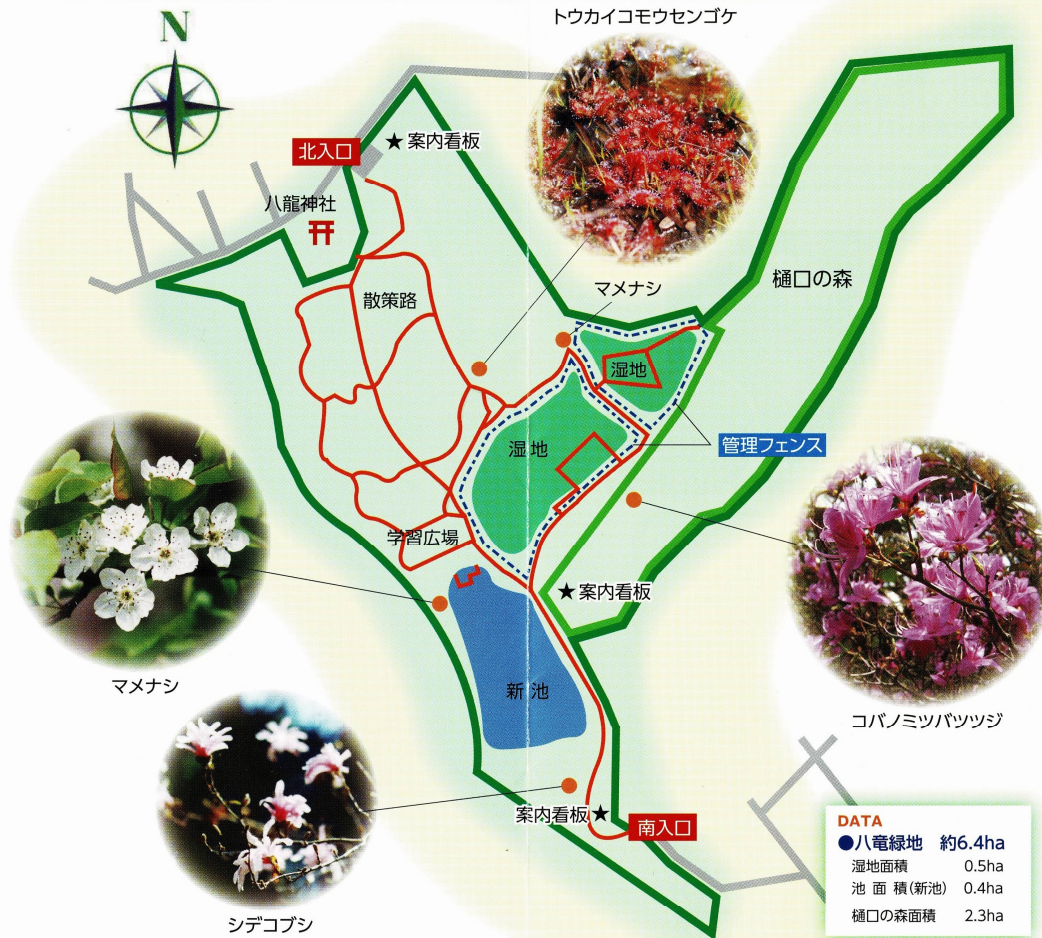 トウカイコモウセンゴケ
N
北入口
★案内看板
八龍神社
樋口の森
マメナシ
散策路
湿地
湿地
管理フェンス
学習広場
★案内看板
マメナシ
新池
コバノミツバツツジ
案内看板★
南入口
シデコブシ
DATA
●八竜緑地 約6.4ha
湿地面積 0.5ha
池面積(新池) 0.4ha
樋口の森面積 2.3ha